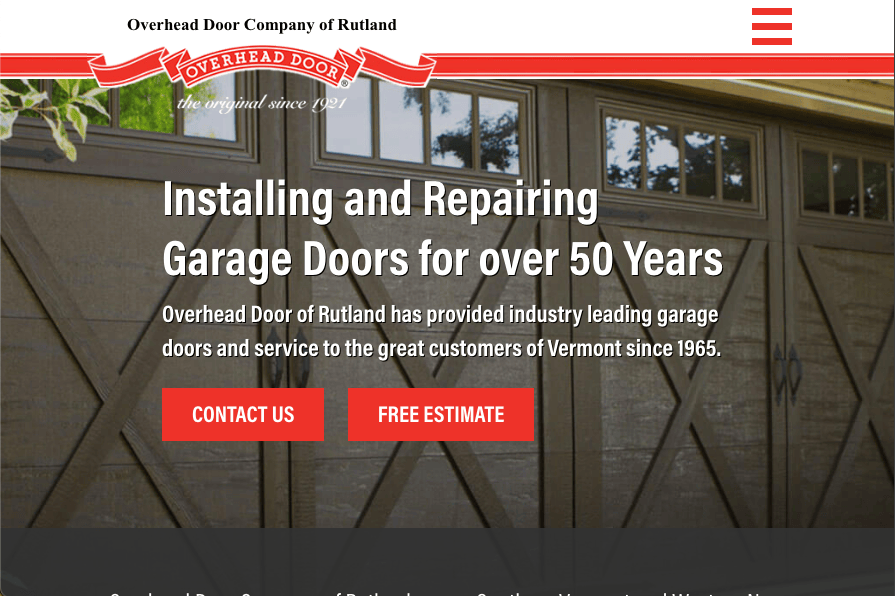 Overhead Door Company of Rutland
OVERHEAD DOOR®
the original since 1921
Installing and Repairing
Garage Doors for over 50 Years
Overhead Door of Rutland has provided industry leading garage
doors and service to the great customers of Vermont since 1965.
CONTACT US
FREE ESTIMATE